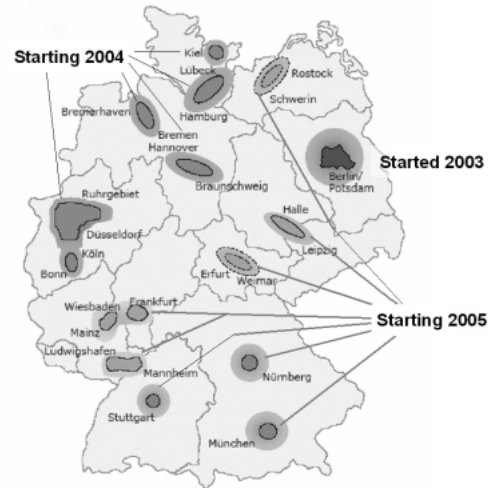 Kiel
Starting 2004
Lübeck
Rostock
Schwerin
Bremerhaven
Hamburg
Bremen
Hannover
Started 2003
Berlin/
Potsdam
Braunschweig
Ruhrgebiet
Halle
Düsseldorf
Leipzig
Köln
Bonn
Erfurt
Weimar
Wiesbaden
Frankfurt
Mainz
Starting 2005
Ludwigshafen
Mannheim
Nürnberg
Stuttgart
München